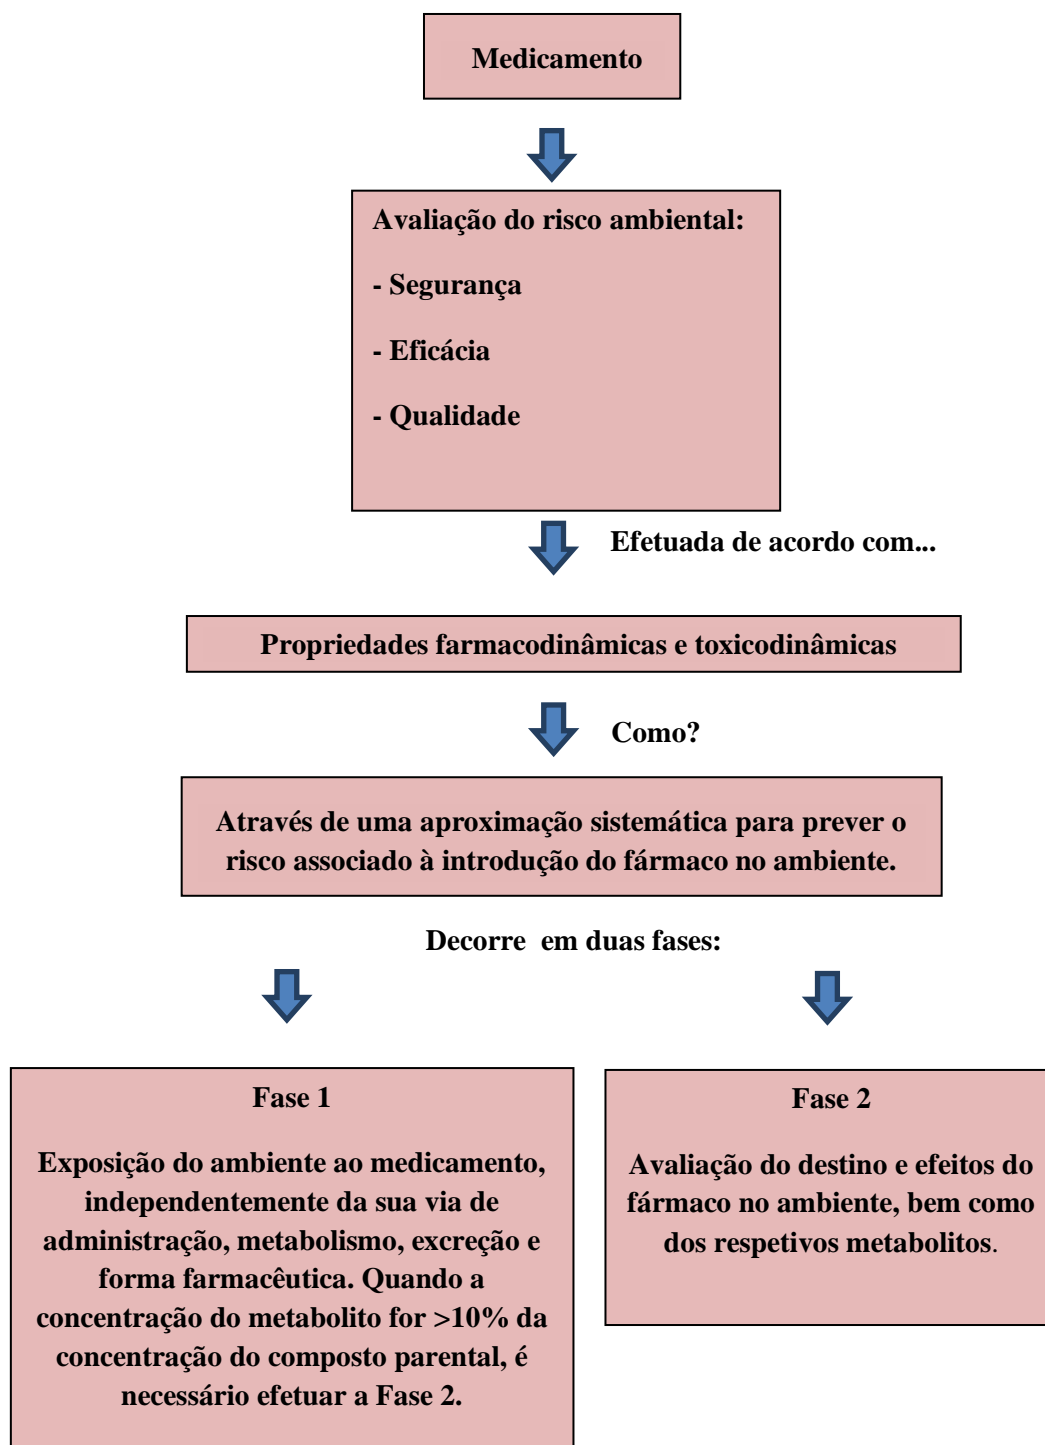 Medicamento
Avaliação do risco ambiental:
- Segurança
- Eficácia
- Qualidade
Efetuada de acordo com...
Propriedades farmacodinâmicas e toxicodinâmicas
Como?
Através de uma aproximação sistemática para prever o
risco associado à introdução do fármaco no ambiente.
Decorre em duas fases:
Fase 1
Exposição do ambiente ao medicamento,
independentemente da sua via de
administração, metabolismo, excreção e
forma farmacêutica. Quando a
concentração do metabolito for >10% da
concentração do composto parental, é
necessário efetuar a Fase 2.
Fase 2
Avaliação do destino e efeitos do
fármaco no ambiente, bem como
dos respetivos metabolitos.